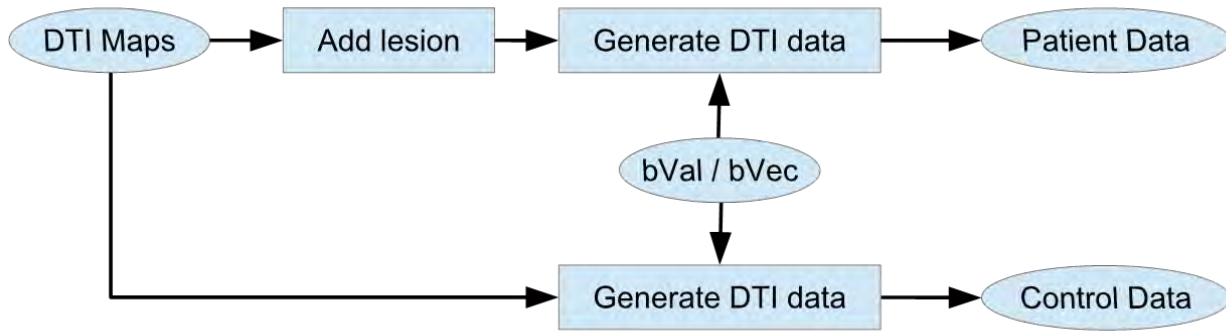 DTI Maps
Add lesion
Generate DTI data
Patient Data
bVal / bVec
Generate DTI data
Control Data